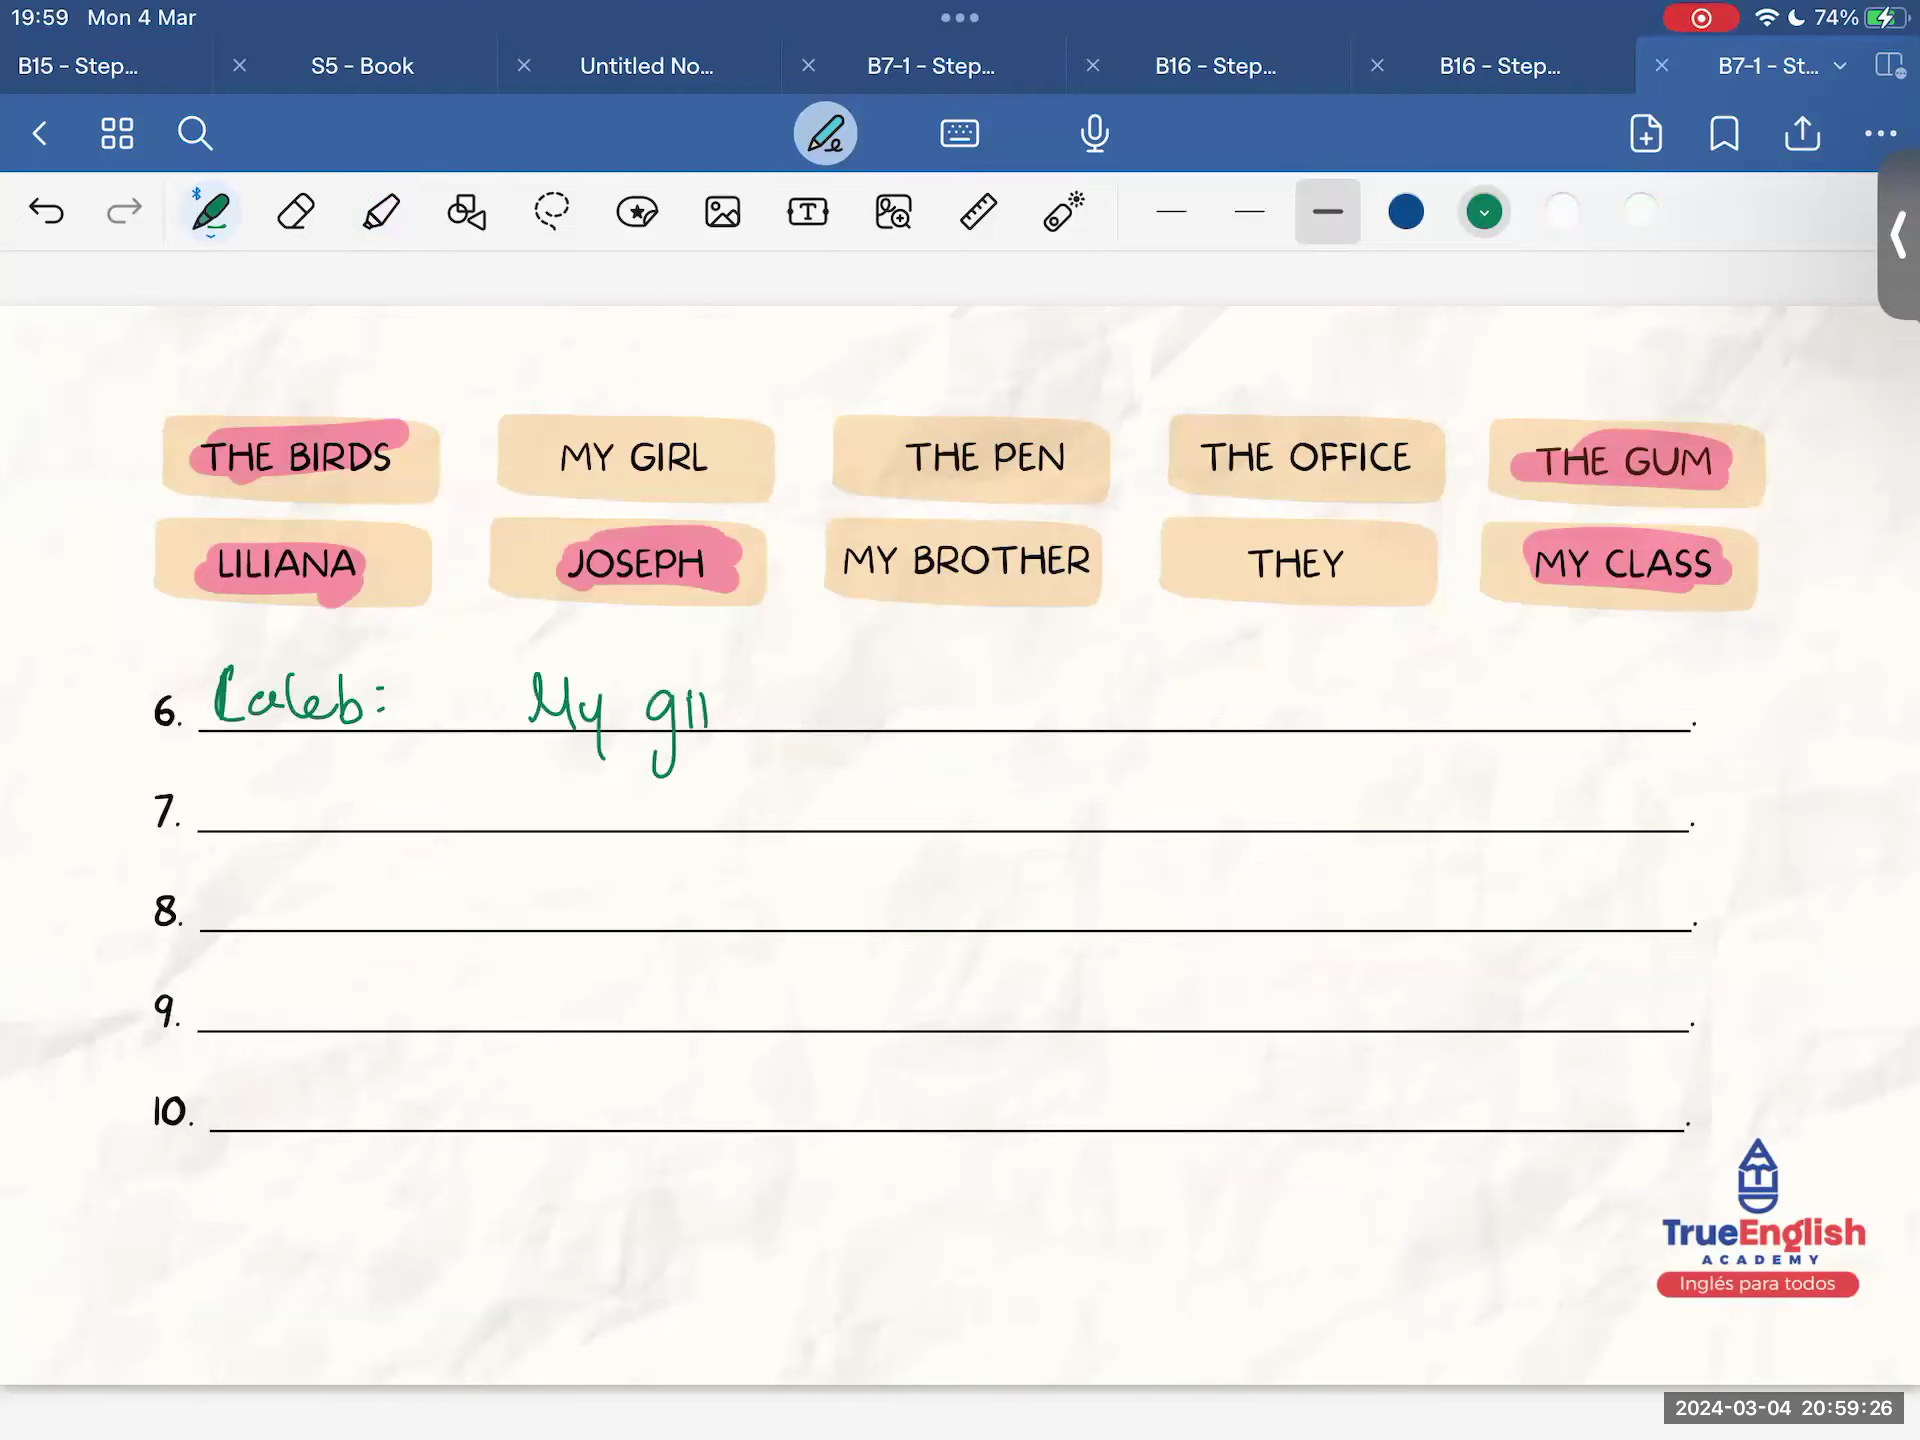 19:59 Mon 4 Mar 74%
B15 - Step... S5 - Book Untitled No... B7-1 - Step... B16 - Step... B16 - Step... B7-1 - St...
THE BIRDS MY GIRL THE PEN THE OFFICE THE GUM
LILIANA JOSEPH MY BROTHER THEY MY CLASS
6. Caleb: My
7.
8.
9.
10.
TrueEnglish
ACADEMY
Inglés para todos
2024-03-04 20:59:26